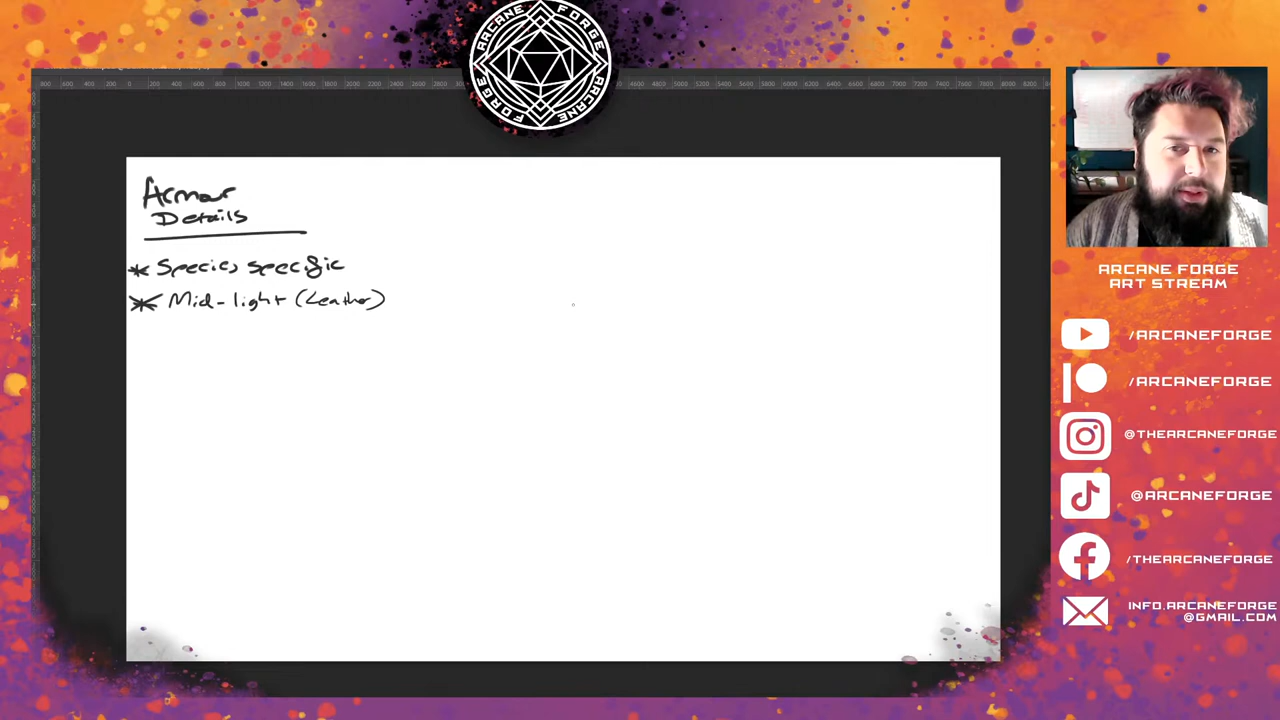 ARCANE FORGE ARCANE FORGE
Armor
Details
* Species specific
* Mid-light (Leather)
ARCANE FORGE
ART STREAM
/ARCANEFORGE
/ARCANEFORGE
@THEARCANEFORGE
@ARCANEFORGE
/THEARCANEFORGE
INFO.ARCANEFORGE
@GMAIL.COM